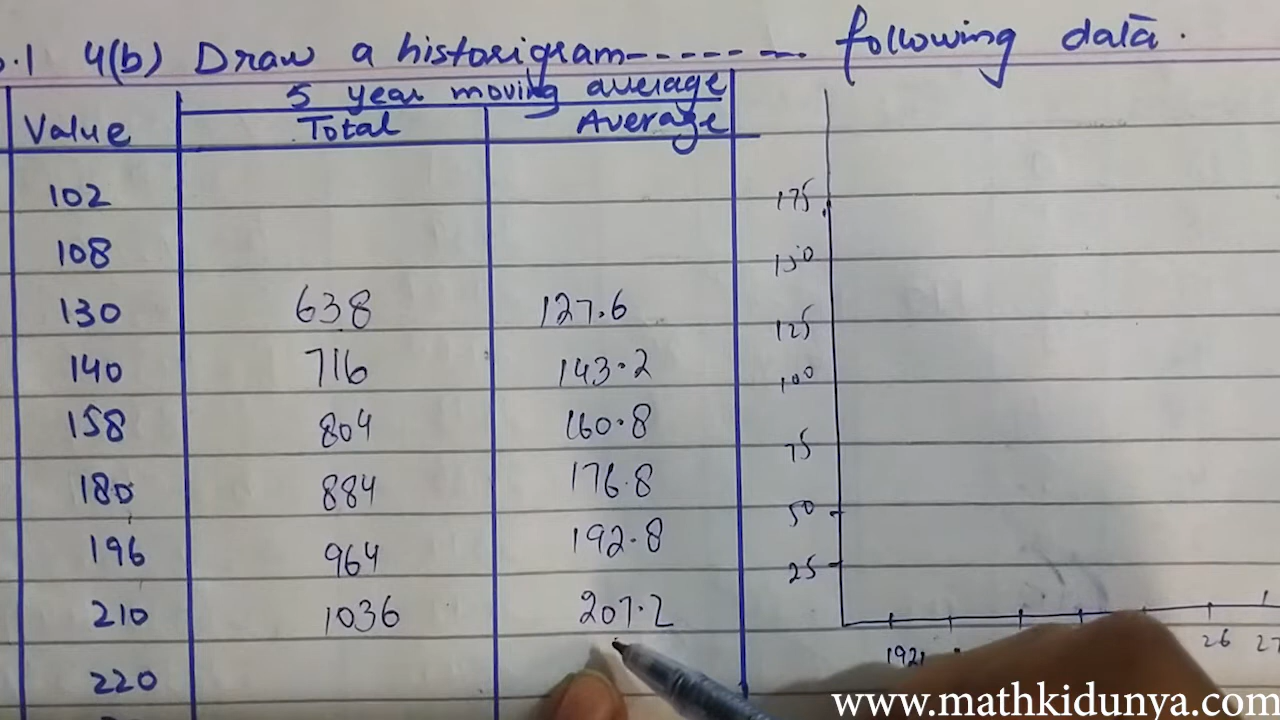 .1 4(b) Draw a historigram------- following data.
5 year moving average
Value Total Average
102
108
130 638 127.6
140 716 143.2
158 804 160.8
180 884 176.8
196 964 192.8
210 1036 207.2
220
175
150
125
100
75
50
25
1921 26 27
www.mathkidunya.com